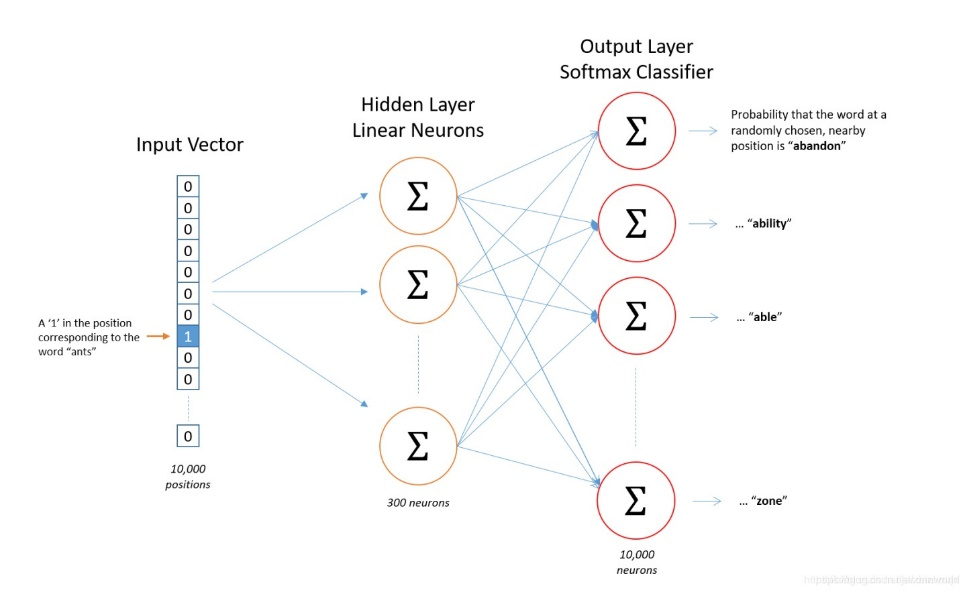 Output Layer
Softmax Classifier
Hidden Layer
Linear Neurons
Input Vector
0
0
0
0
0
0
0
1
0
0
0
A ‘1’ in the position
corresponding to the
word “ants”
10,000
positions
Σ
Σ
Σ
300 neurons
Σ
Σ
Σ
Σ
10,000
neurons
Probability that the word at a
randomly chosen, nearby
position is “abandon”
... “ability”
... “able”
... “zone”